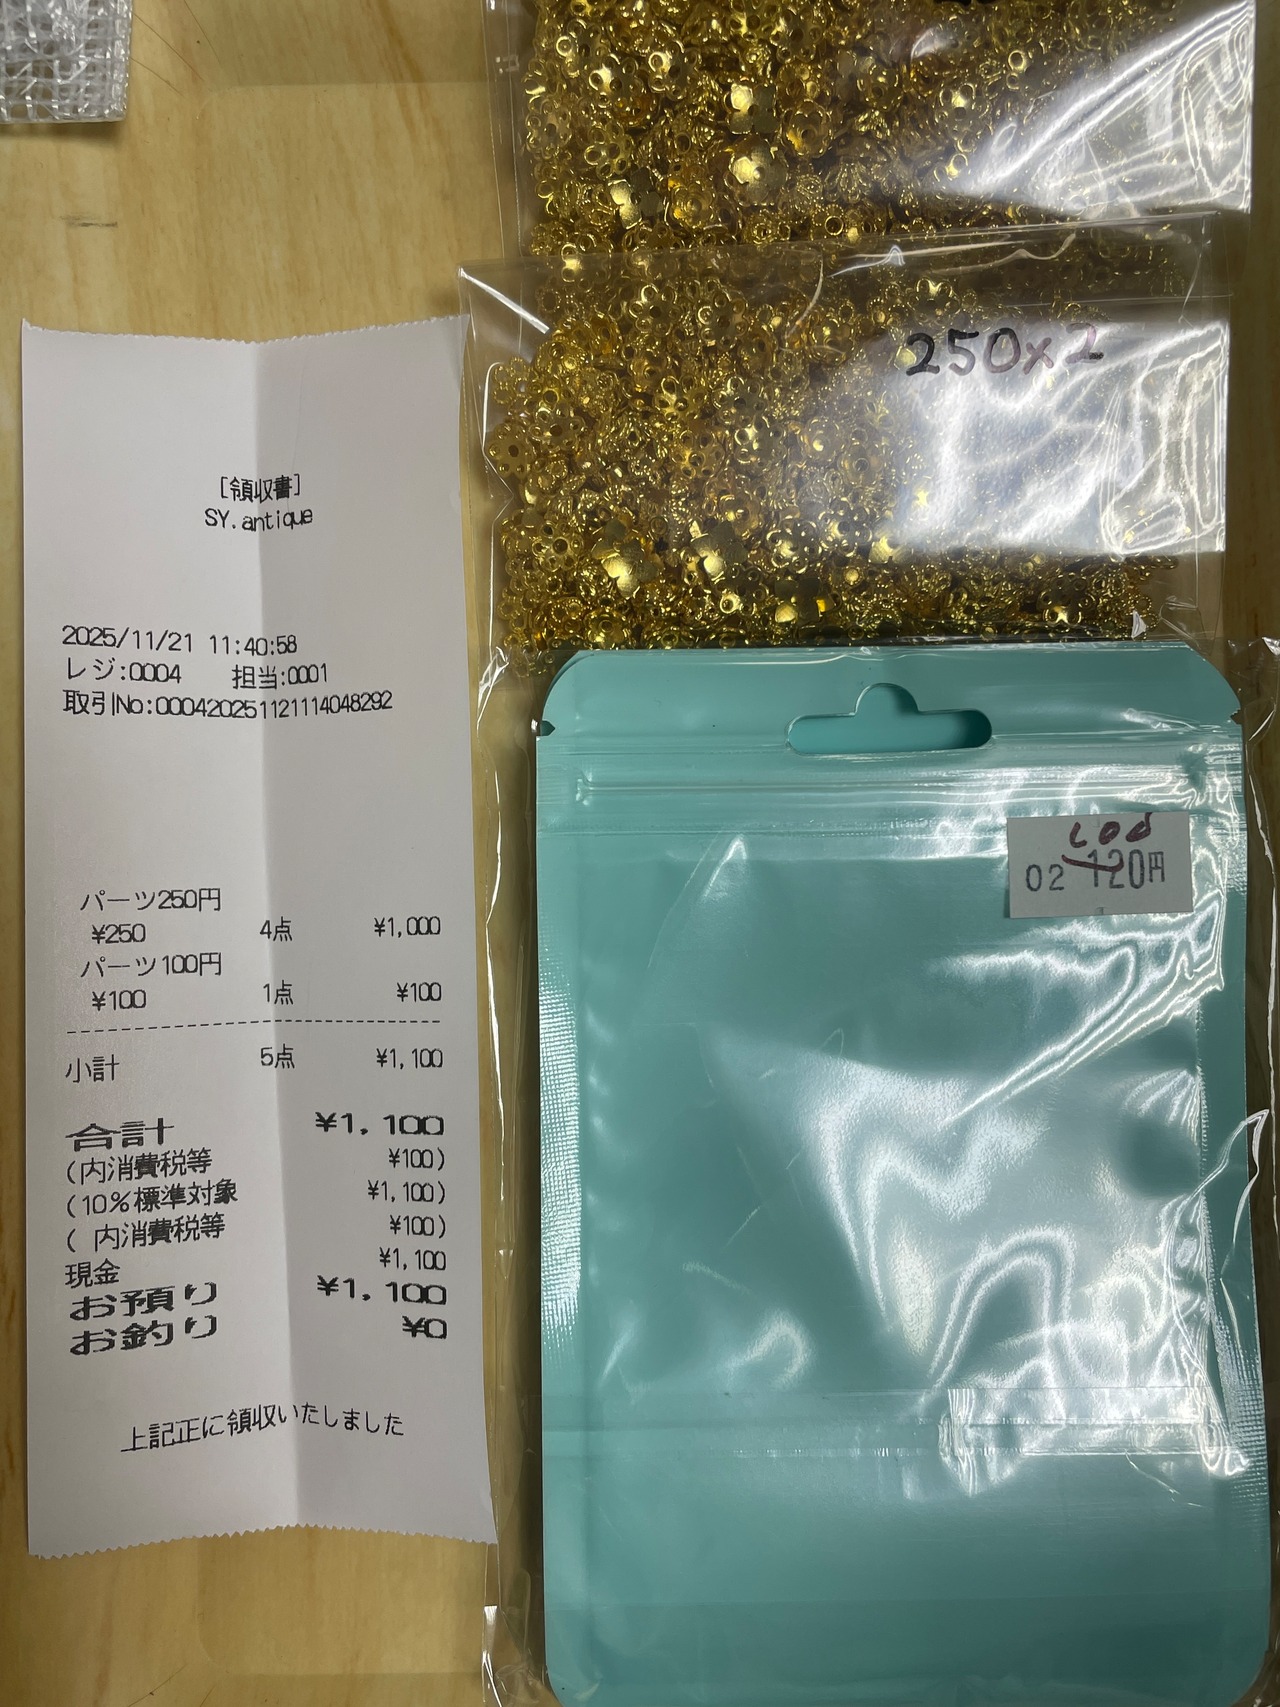 [領収書]
SY.antique
2025/11/21 11:40:58
レジ:0004 担当:0001
取引No:000420251121114048292
パーツ250円
¥250 4点 ¥1,000
パーツ100円
¥100 1点 ¥100
小計 5点 ¥1,100
合計 ¥1,100
(内消費税等 ¥100)
(10%標準対象 ¥1,100)
( 内消費税等 ¥100)
現金 ¥1,100
お預り ¥1,100
お釣り ¥0
上記正に領収いたしました
250x2
02 120円